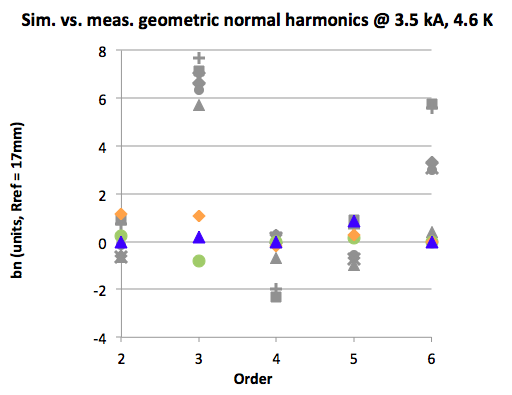 Sim. vs. meas. geometric normal harmonics @ 3.5 kA, 4.6 K
bn (units, Rref = 17mm)
8
6
4
2
0
-2
-4
2 3 4 5 6
Order